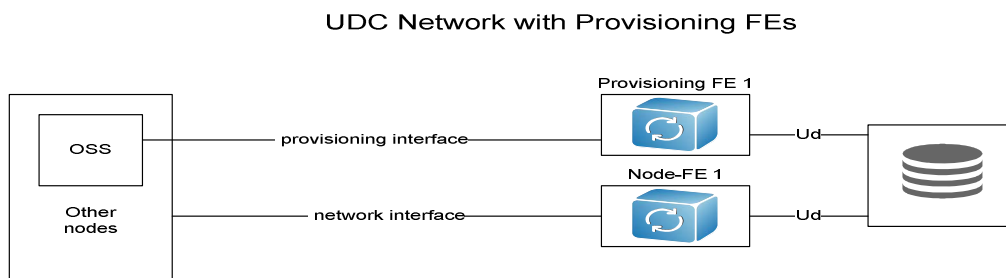 UDC Network with Provisioning FEs
Provisioning FE 1
OSS
provisioning interface
Ud
Node-FE 1
Other
nodes
network interface
Ud